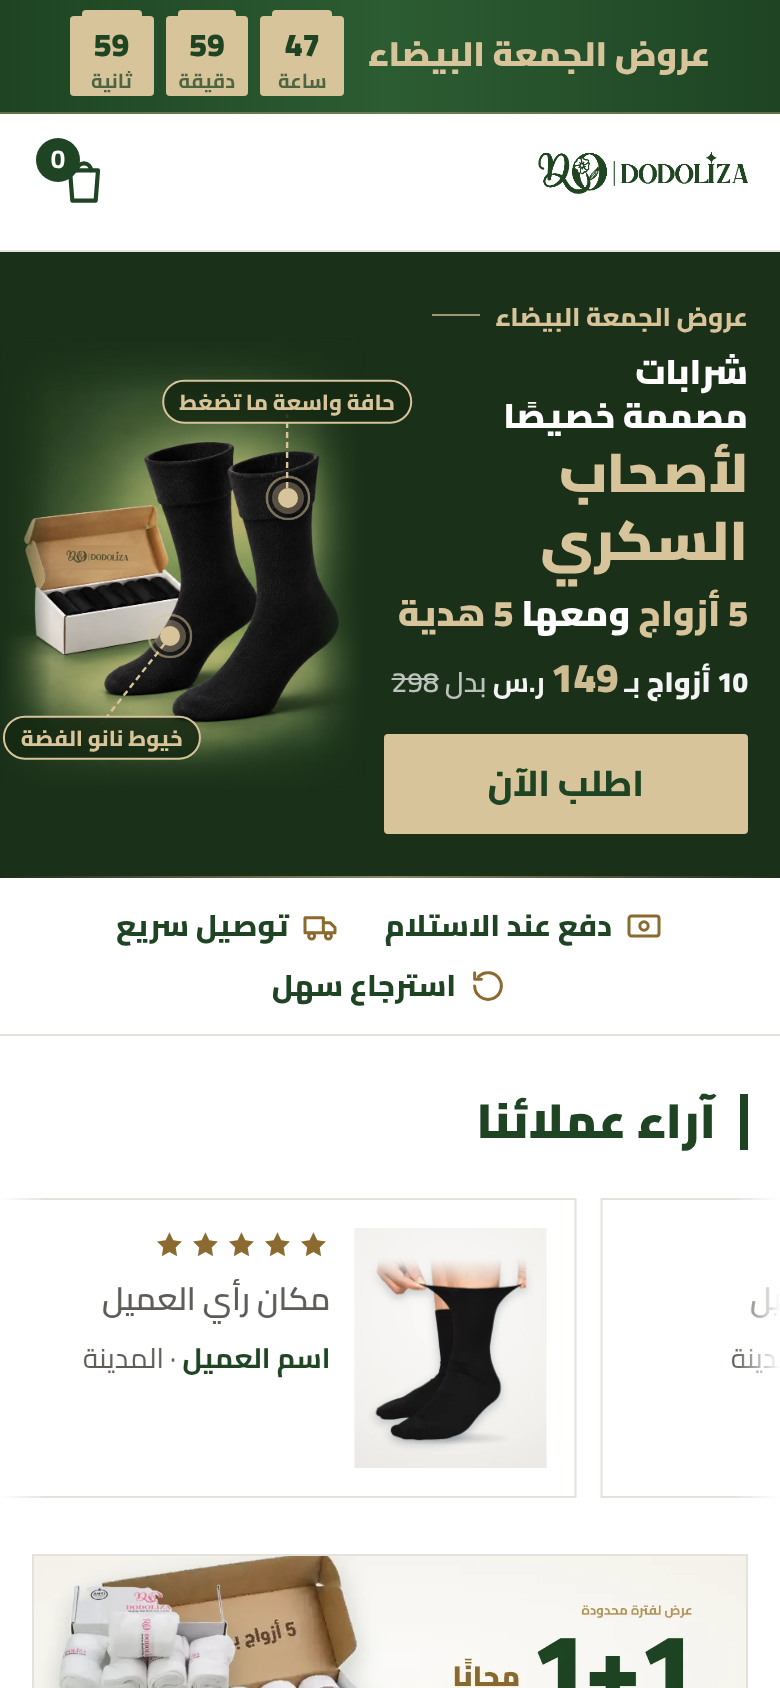 عروض الجمعة البيضاء
47 ساعة
59 دقيقة
59 ثانية
DODOLIZA
0
عروض الجمعة البيضاء
شرابات
مصممة خصيصًا
لأصحاب
السكري
5 أزواج ومعها 5 هدية
10 أزواج بـ 149 ر.س بدل 298
اطلب الآن
حافة واسعة ما تضغط
DODOLIZA
خيوط نانو الفضة
دفع عند الاستلام
توصيل سريع
استرجاع سهل
آراء عملائنا
مكان رأي العميل
اسم العميل · المدينة
عرض لفترة محدودة
1+1 مجانًا
5 أزواج
DODOLIZA